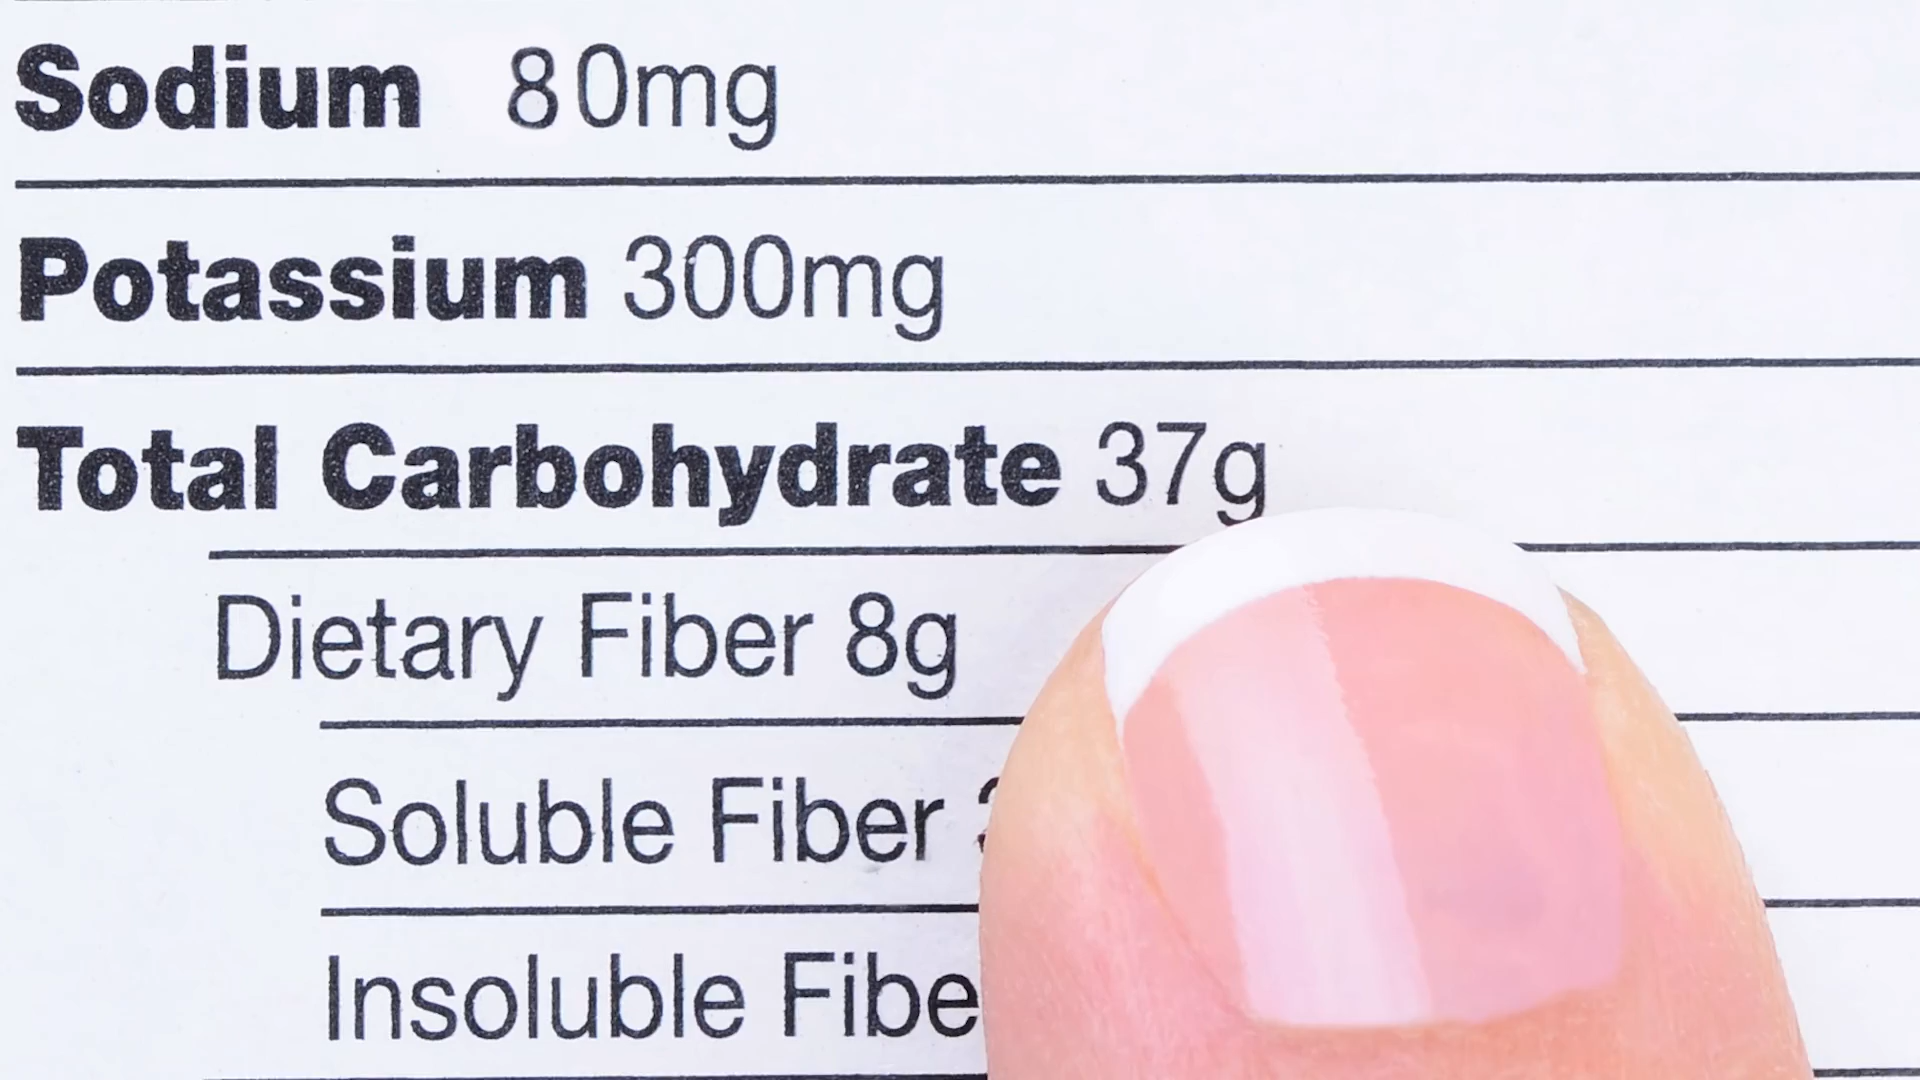 Sodium 80mg
Potassium 300mg
Total Carbohydrate 37g
Dietary Fiber 8g
Soluble Fiber
Insoluble